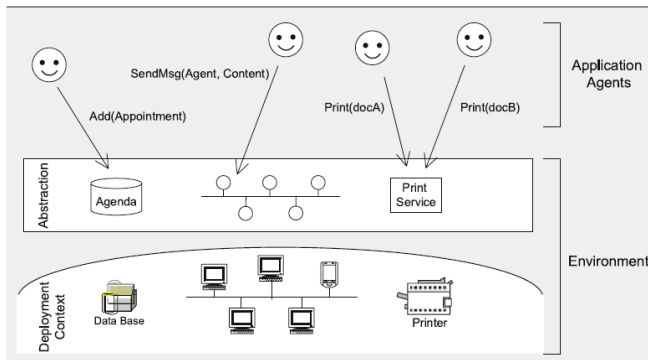 SendMsg(Agent, Content)
Application
Agents
Add(Appointment)
Print(docA)
Print(docB)
Abstraction
Agenda
Print
Service
Environment
Deployment
Context
Data Base
Printer